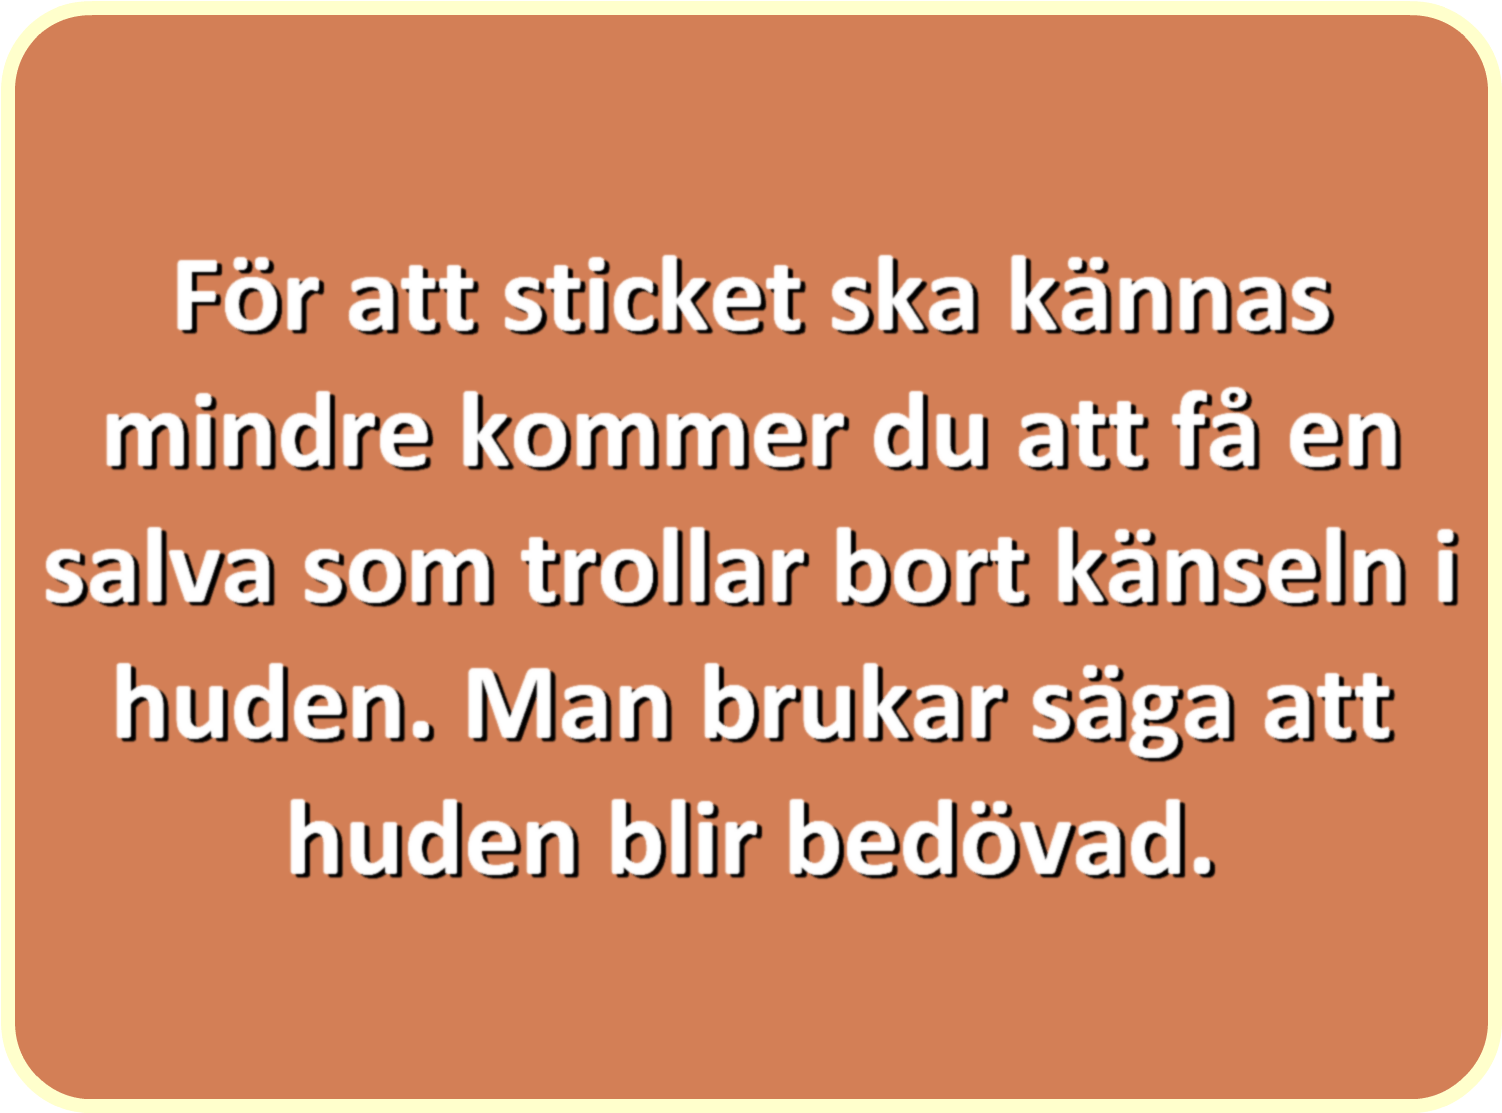 För att sticket ska kännas
mindre kommer du att få en
salva som trollar bort känseln i
huden. Man brukar säga att
huden blir bedövad.